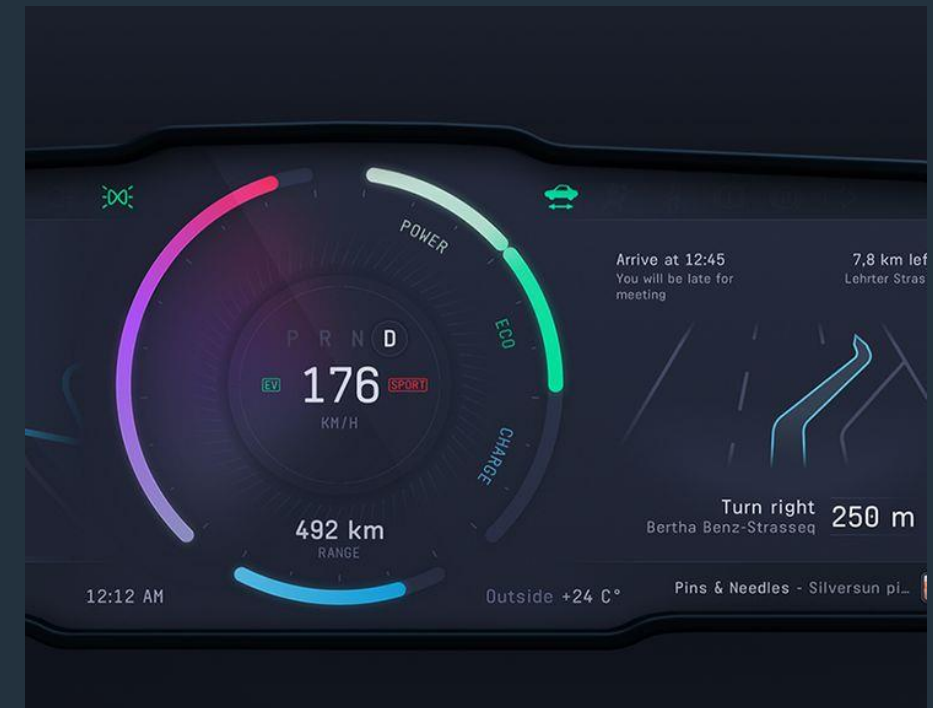 POWER
ECO
CHARGE
P R N D
EV 176 SPORT
KM/H
492 km
RANGE
12:12 AM
Outside +24 C°
Arrive at 12:45
You will be late for
meeting
7,8 km lef
Lehrter Stras
Turn right
Bertha Benz-Strasseq
250 m
Pins & Needles - Silversun pi…